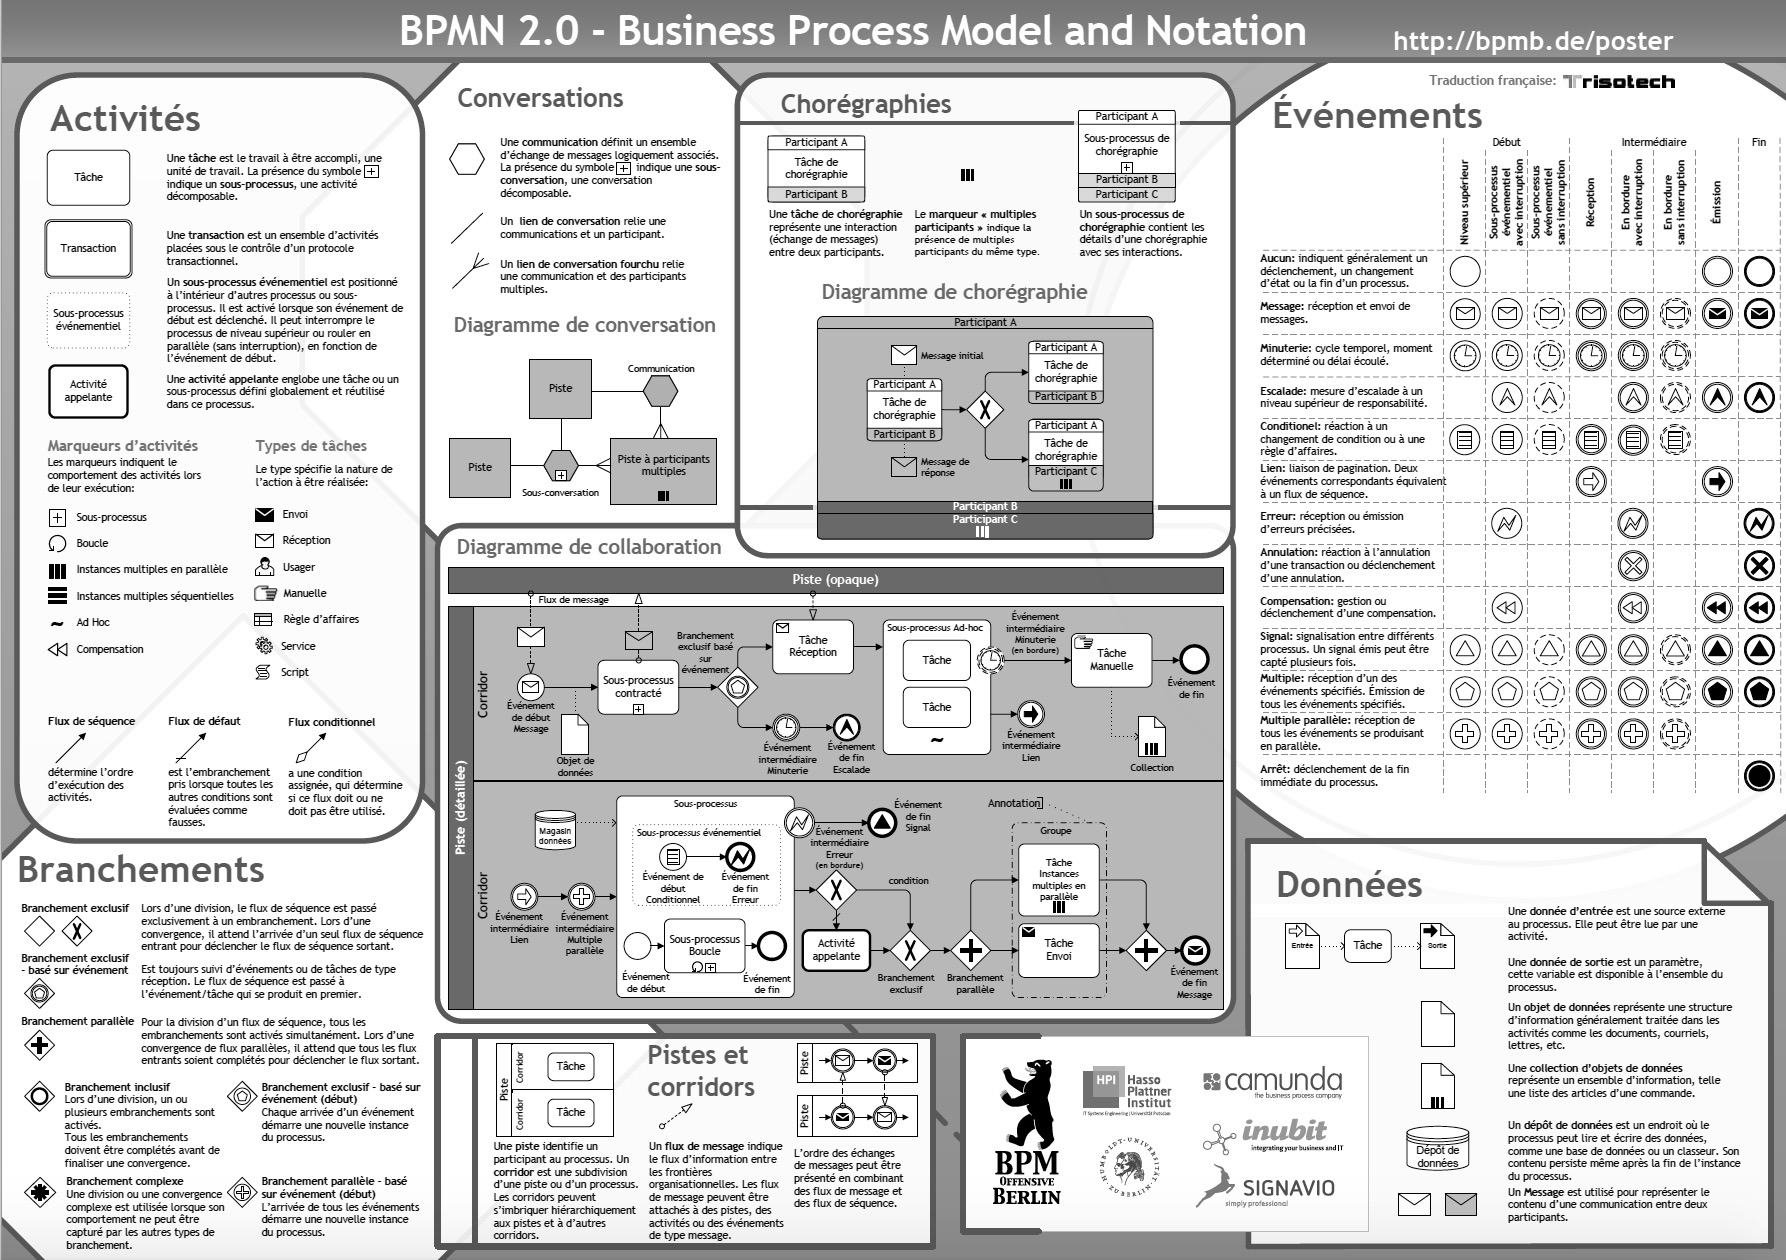 BPMN 2.0 - Business Process Model and Notation
http://bpmb.de/poster
Activités
Tâche
Une tâche est le travail à être accompli, une
unité de travail. La présence du symbole
indique un sous-processus, une activité
décomposable.
Transaction
Une transaction est un ensemble d'activités
placées sous le contrôle d'un protocole
transactionnel.
Sous-processus
événementiel
Un sous-processus événementiel est positionné
à l'intérieur d'autres processus ou sous-
processus. Il est activé lorsque son événement de
début est déclenché. Il peut interrompre le
processus de niveau supérieur ou rouler en
parallèle (sans interruption), en fonction de
l'événement de début.
Activité
appelante
Une activité appelante englobe une tâche ou un
sous-processus défini globalement et réutilisé
dans ce processus.
Marqueurs d'activités
Les marqueurs indiquent le
comportement des activités lors
de leur exécution:
Sous-processus
Boucle
Instances multiples en parallèle
Instances multiples séquentielles
Ad Hoc
Compensation
Types de tâches
Le type spécifie la nature de
l'action à être réalisée:
Envoi
Réception
Usager
Manuelle
Règle d'affaires
Service
Script
Flux de séquence
détermine l'ordre
d'exécution des
activités.
Flux de défaut
est l'embranchement
pris lorsque toutes les
autres conditions sont
évaluées comme
fausses.
Flux conditionnel
a une condition
assignée, qui détermine
si ce flux doit ou ne
doit pas être utilisé.
Conversations
Une communication définit un ensemble
d'échange de messages logiquement associés.
La présence du symbole indique une sous-
conversation, une conversation
décomposable.
Un lien de conversation relie une
communications et un participant.
Un lien de conversation fourchu relie
une communication et des participants
multiples.
Diagramme de conversation
Piste
Communication
Piste
Sous-conversation
Piste à participants
multiples
Chorégraphies
Participant A
Tâche de
chorégraphie
Participant B
Une tâche de chorégraphie
représente une interaction
(échange de messages)
entre deux participants.
Le marqueur « multiples
participants » indique la
présence de multiples
participants du même type.
Participant A
Sous-processus de
chorégraphie
Participant B
Participant C
Un sous-processus de
chorégraphie contient les
détails d'une chorégraphie
avec ses interactions.
Diagramme de chorégraphie
Participant A
Message initial
Participant A
Tâche de
chorégraphie
Participant B
Message de
réponse
Participant A
Tâche de
chorégraphie
Participant B
Participant A
Tâche de
chorégraphie
Participant C
Participant B
Participant C
Traduction française: Trisotech
Événements
Début
Intermédiaire
Fin
Niveau supérieur
Sous-processus
événementiel
avec interruption
Sous-processus
événementiel
sans interruption
Réception
En bordure
avec interruption
En bordure
sans interruption
Émission
Aucun: indiquent généralement un
déclenchement, un changement
d'état ou la fin d'un processus.
Message: réception et envoi de
messages.
Minuterie: cycle temporel, moment
déterminé ou délai écoulé.
Escalade: mesure d'escalade à un
niveau supérieur de responsabilité.
Conditionel: réaction à un
changement de condition ou à une
règle d'affaires.
Lien: liaison de pagination. Deux
événements correspondants équivalent
à un flux de séquence.
Erreur: réception ou émission
d'erreurs précisées.
Annulation: réaction à l'annulation
d'une transaction ou déclenchement
d'une annulation.
Compensation: gestion ou
déclenchement d'une compensation.
Signal: signalisation entre différents
processus. Un signal émis peut être
capté plusieurs fois.
Multiple: réception d'un des
événements spécifiés. Émission de
tous les événements spécifiés.
Multiple parallèle: réception de
tous les événements se produisant
en parallèle.
Arrêt: déclenchement de la fin
immédiate du processus.
Diagramme de collaboration
Piste (opaque)
Flux de message
Piste (détaillée)
Corridor
Événement
de début
Message
Objet de
données
Sous-processus
contracté
Branchement
exclusif basé
sur
événement
Tâche
Réception
Événement
intermédiaire
Minuterie
Événement
de fin
Escalade
Sous-processus Ad-hoc
Tâche
Tâche
Événement
intermédiaire
Minuterie
(en bordure)
Événement
intermédiaire
Lien
Tâche
Manuelle
Collection
Événement
de fin
Corridor
Magasin
données
Événement
intermédiaire
Lien
Événement
intermédiaire
Multiple
parallèle
Sous-processus
Sous-processus événementiel
Événement de
début
Conditionnel
Événement
de fin
Erreur
Événement
de début
Sous-processus
Boucle
Événement
de fin
Événement
intermédiaire
Erreur
(en bordure)
Événement
de fin
Signal
condition
Activité
appelante
Branchement
exclusif
Branchement
parallèle
Annotation
Groupe
Tâche
Instances
multiples en
parallèle
Tâche
Envoi
Événement
de fin
Message
Branchements
Branchement exclusif
Lors d'une division, le flux de séquence est passé
exclusivement à un embranchement. Lors d'une
convergence, il attend l'arrivée d'un seul flux de séquence
entrant pour déclencher le flux de séquence sortant.
Branchement exclusif
- basé sur événement
Est toujours suivi d'événements ou de tâches de type
réception. Le flux de séquence est passé à
l'événement/tâche qui se produit en premier.
Branchement parallèle
Pour la division d'un flux de séquence, tous les
embranchements sont activés simultanément. Lors d'une
convergence de flux parallèles, il attend que tous les flux
entrants soient complétés pour déclencher le flux sortant.
Branchement inclusif
Lors d'une division, un ou
plusieurs embranchements sont
activés.
Tous les embranchements
doivent être complétés avant de
finaliser une convergence.
Branchement exclusif - basé sur
événement (début)
Chaque arrivée d'un événement
démarre une nouvelle instance
du processus.
Branchement complexe
Une division ou une convergence
complexe est utilisée lorsque son
comportement ne peut être
capturé par les autres types de
branchement.
Branchement parallèle - basé
sur événement (début)
L'arrivée de tous les événements
démarre une nouvelle instance
du processus.
Pistes et
corridors
Piste
Corridor
Tâche
Corridor
Tâche
Une piste identifie un
participant au processus. Un
corridor est une subdivision
d'une piste ou d'un processus.
Les corridors peuvent
s'imbriquer hiérarchiquement
aux pistes et à d'autres
corridors.
Un flux de message indique
le flux d'information entre
les frontières
organisationnelles. Les flux
de message peuvent être
attachés à des pistes, des
activités ou des événements
de type message.
Piste
Piste
L'ordre des échanges
de messages peut être
présenté en combinant
des flux de message et
des flux de séquence.
BPM
OFFENSIVE
BERLIN
HPI
Hasso
Plattner
Institut
IT Systems Engineering | Universität Potsdam
HUMBOLDT-UNIVERSITÄT ZU BERLIN
camunda
the business process company
inubit
integrating your business and IT
SIGNAVIO
simply professional
Données
Entrée
Tâche
Sortie
Une donnée d'entrée est une source externe
au processus. Elle peut être lue par une
activité.
Une donnée de sortie est un paramètre,
cette variable est disponible à l'ensemble du
processus.
Un objet de données représente une structure
d'information généralement traitée dans les
activités comme les documents, courriels,
lettres, etc.
Une collection d'objets de données
représente un ensemble d'information, telle
une liste des articles d'une commande.
Dépôt de
données
Un dépôt de données est un endroit où le
processus peut lire et écrire des données,
comme une base de données ou un classeur. Son
contenu persiste même après la fin de l'instance
du processus.
Un Message est utilisé pour représenter le
contenu d'une communication entre deux
participants.